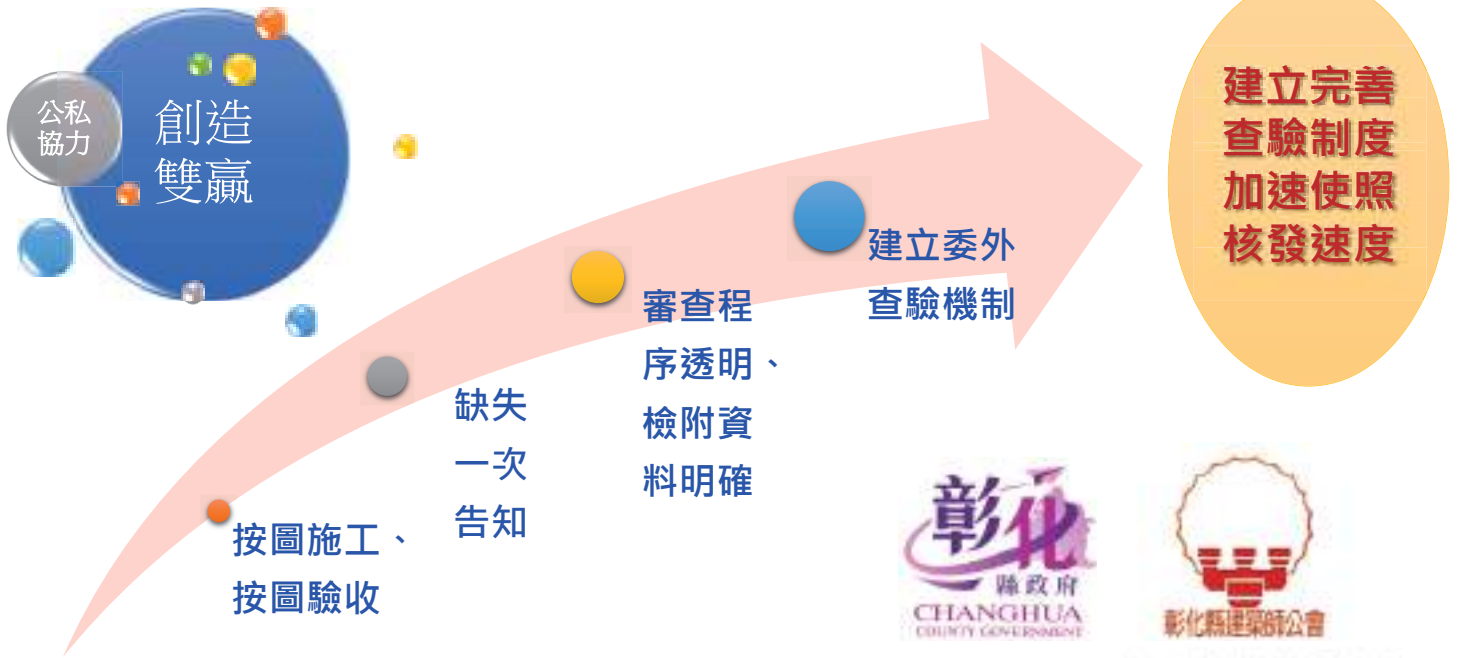 公私
協力
創造
雙贏
按圖施工、
按圖驗收
缺失
一次
告知
審查程
序透明、
檢附資
料明確
建立委外
查驗機制
建立完善
查驗制度
加速使照
核發速度
彰化
縣政府
CHANGHUA
COUNTY GOVERNMENT
彰化縣建築師公會